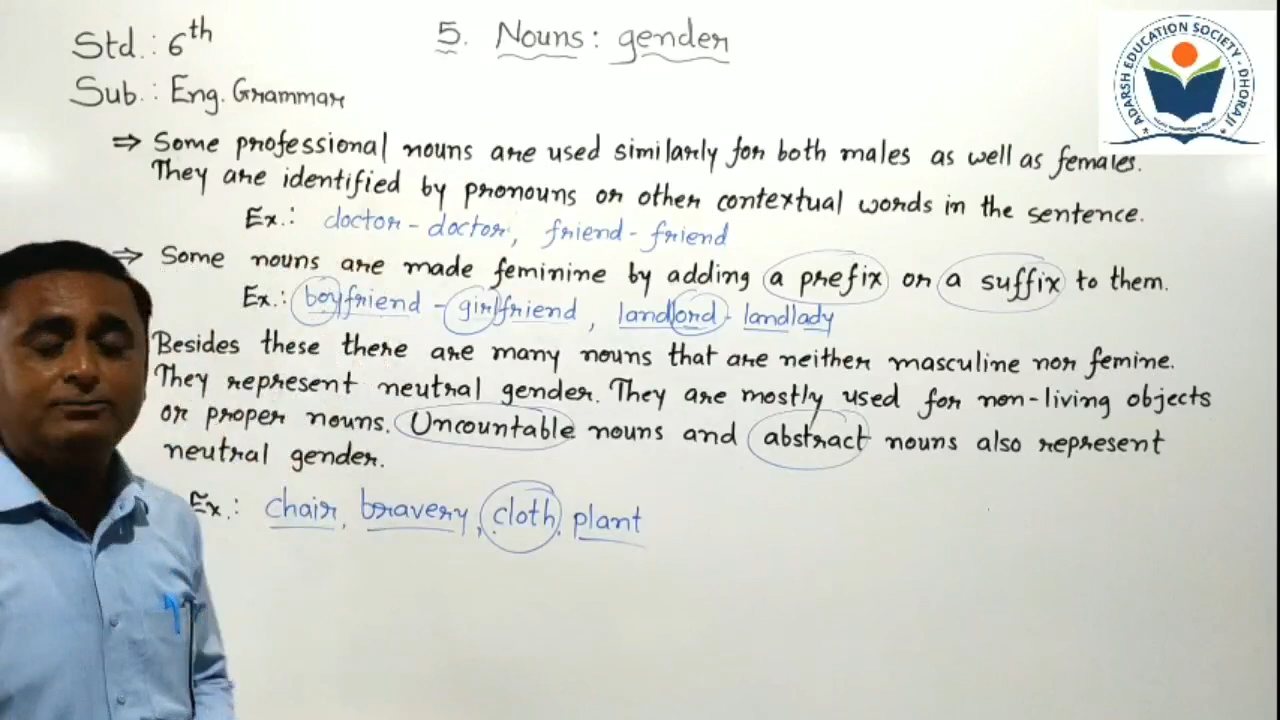 Std.: 6th
5. Nouns: gender
Sub.: Eng. Grammar
ADARSH EDUCATION SOCIETY - DHORAJI
⇒ Some professional nouns are used similarly for both males as well as females.
They are identified by pronouns or other contextual words in the sentence.
Ex.: doctor - doctor, friend - friend
⇒ Some nouns are made feminine by adding a prefix or a suffix to them.
Ex.: boyfriend - girlfriend, landlord - landlady
Besides these there are many nouns that are neither masculine nor femine.
They represent neutral gender. They are mostly used for non-living objects
or proper nouns. Uncountable nouns and abstract nouns also represent
neutral gender.
Ex.: chair, bravery, cloth, plant